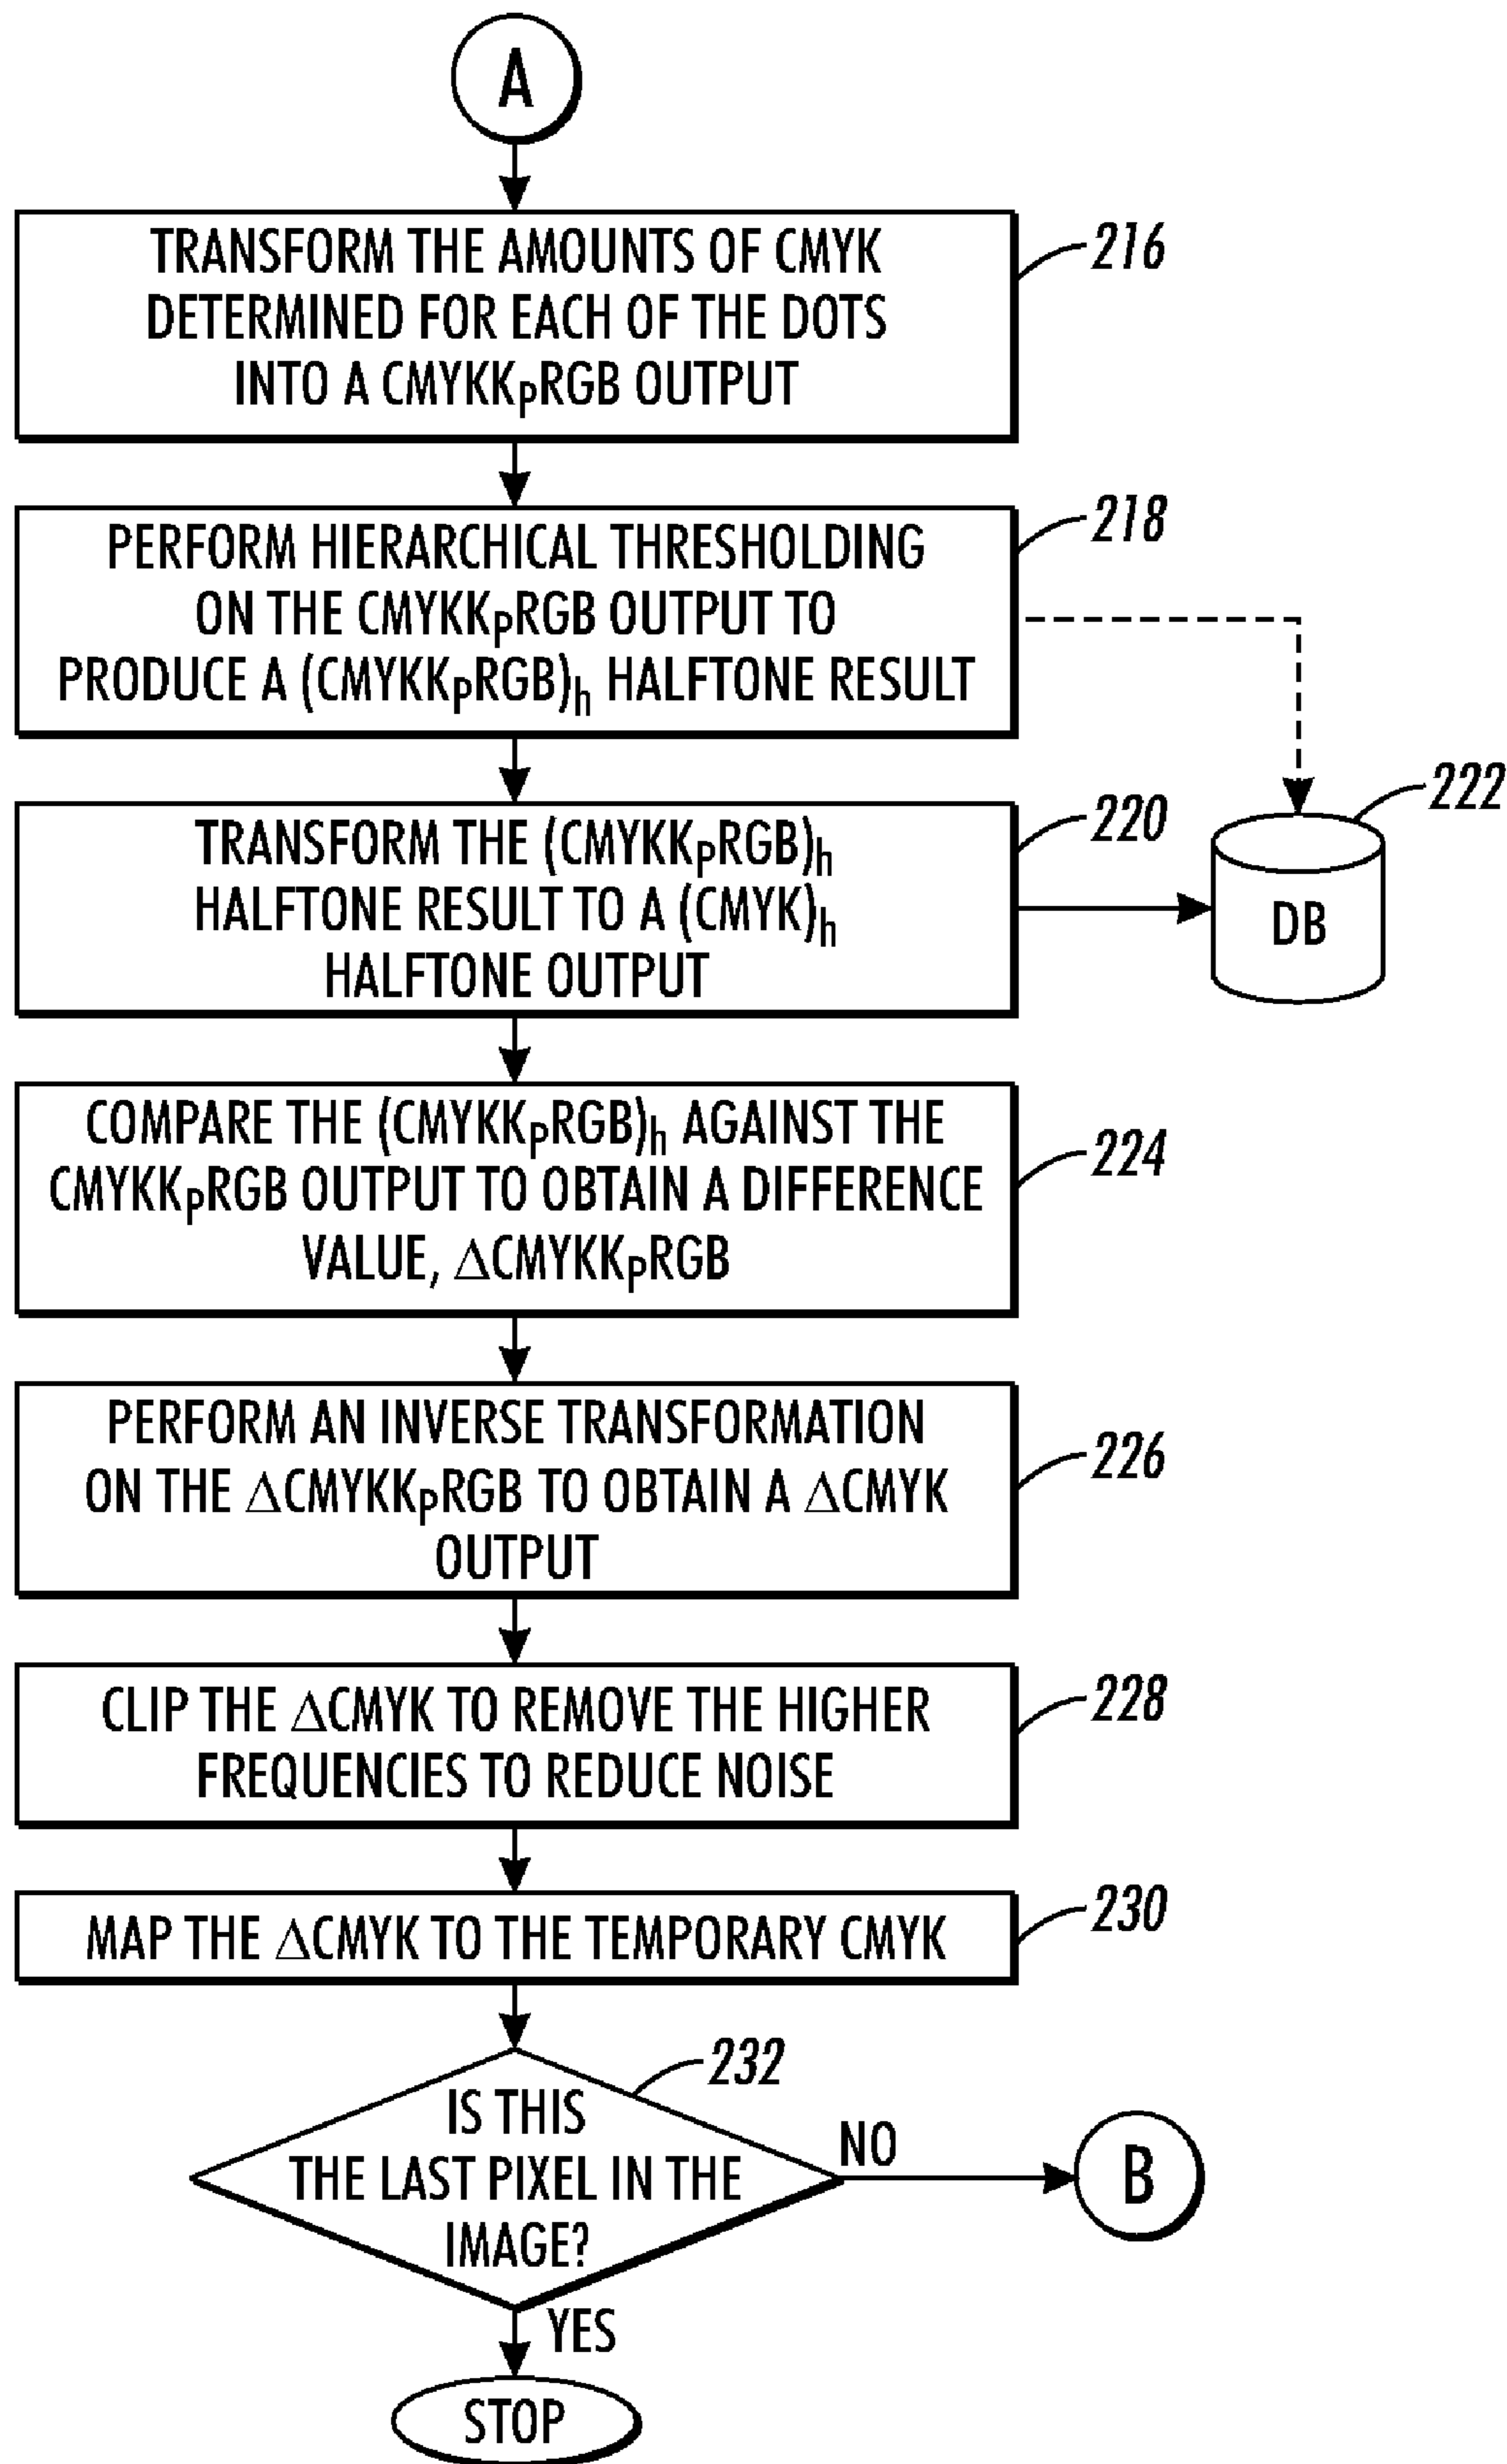 A
TRANSFORM THE AMOUNTS OF CMYK
DETERMINED FOR EACH OF THE DOTS
INTO A CMYKKpRGB OUTPUT
216
PERFORM HIERARCHICAL THRESHOLDING
ON THE CMYKKpRGB OUTPUT TO
PRODUCE A (CMYKKpRGB)h HALFTONE RESULT
218
TRANSFORM THE (CMYKKpRGB)h
HALFTONE RESULT TO A (CMYK)h
HALFTONE OUTPUT
220
222
DB
COMPARE THE (CMYKKpRGB)h AGAINST THE
CMYKKpRGB OUTPUT TO OBTAIN A DIFFERENCE
VALUE, ΔCMYKKpRGB
224
PERFORM AN INVERSE TRANSFORMATION
ON THE ΔCMYKKpRGB TO OBTAIN A ΔCMYK
OUTPUT
226
CLIP THE ΔCMYK TO REMOVE THE HIGHER
FREQUENCIES TO REDUCE NOISE
228
MAP THE ΔCMYK TO THE TEMPORARY CMYK
230
232
IS THIS
THE LAST PIXEL IN THE
IMAGE?
NO
B
YES
STOP